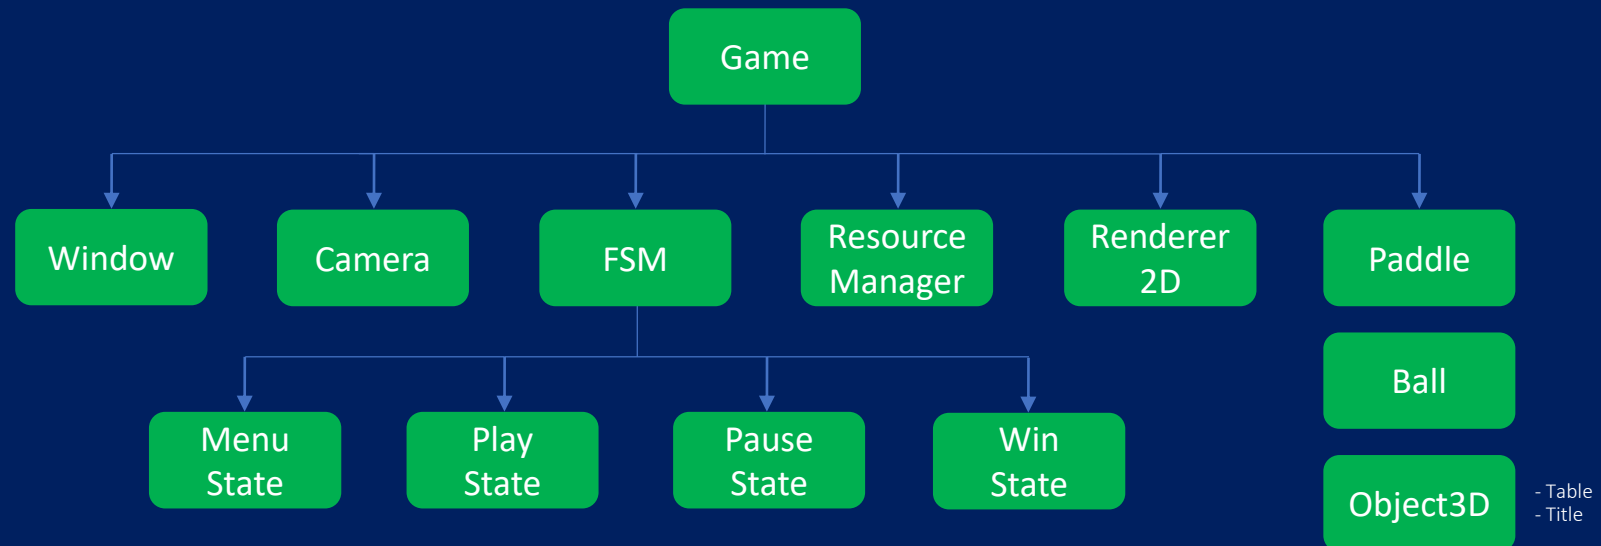 Game
Window
Camera
FSM
Resource
Manager
Renderer
2D
Paddle
Ball
Menu
State
Play
State
Pause
State
Win
State
Object3D
- Table
- Title